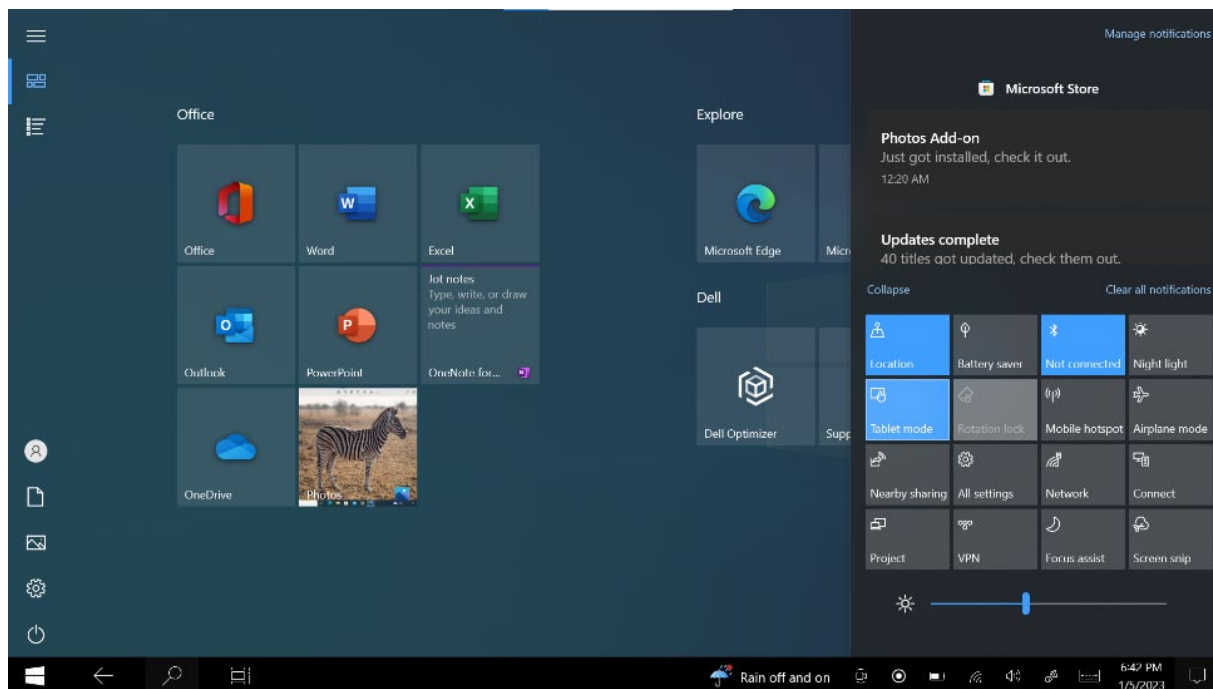 Manage notifications
Microsoft Store
Office
Explore
Photos Add-on
Just got installed, check it out.
12:20 AM
Office
Word
Excel
Microsoft Edge
Micr
Updates complete
40 titles got updated, check them out.
Jot notes
Type, write, or draw
your ideas and
notes
Dell
Collapse
Clear all notifications
Outlook
PowerPoint
OneNote for...
Location
Battery saver
Not connected
Night light
Dell Optimizer
Supp
Tablet mode
Rotation lock
Mobile hotspot
Airplane mode
OneDrive
Photos
Nearby sharing
All settings
Network
Connect
Project
VPN
Focus assist
Screen snip
Rain off and on
6:42 PM
1/5/2023